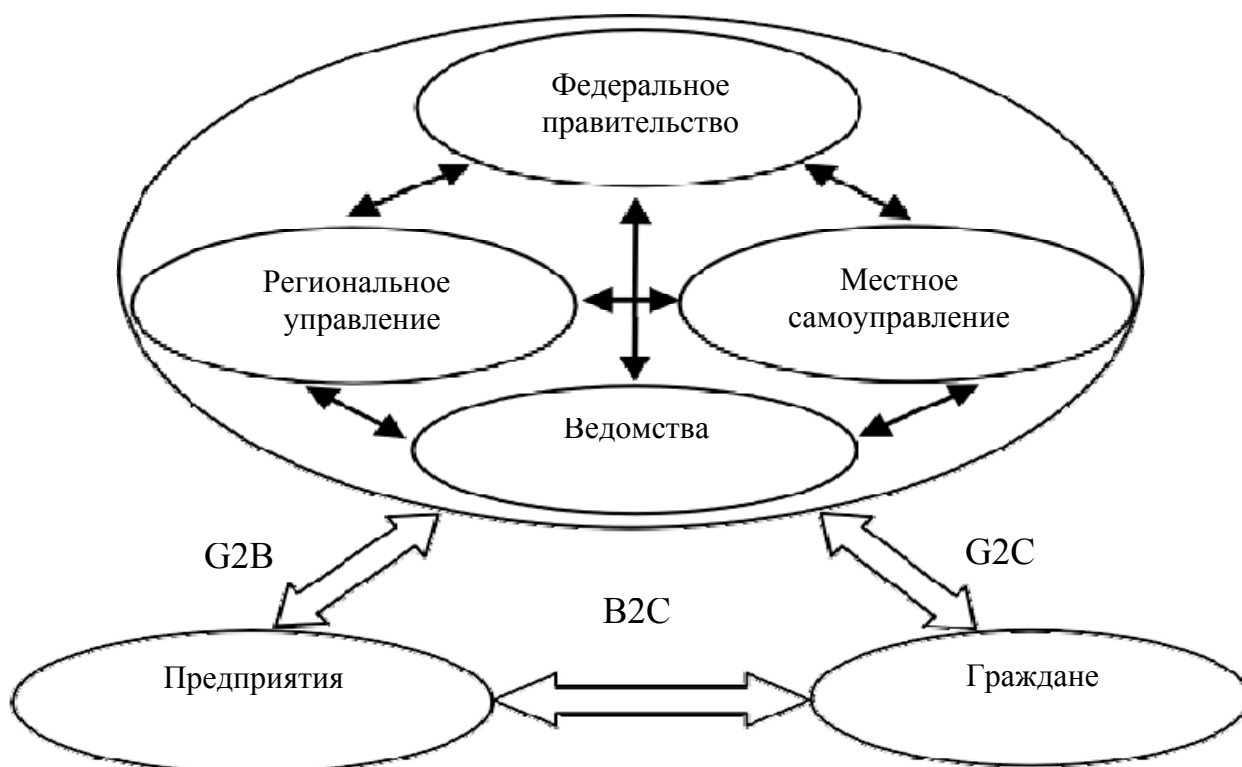 Федеральное
правительство
Региональное
управление
Местное
самоуправление
Ведомства
G2B
G2C
B2C
Предприятия
Граждане